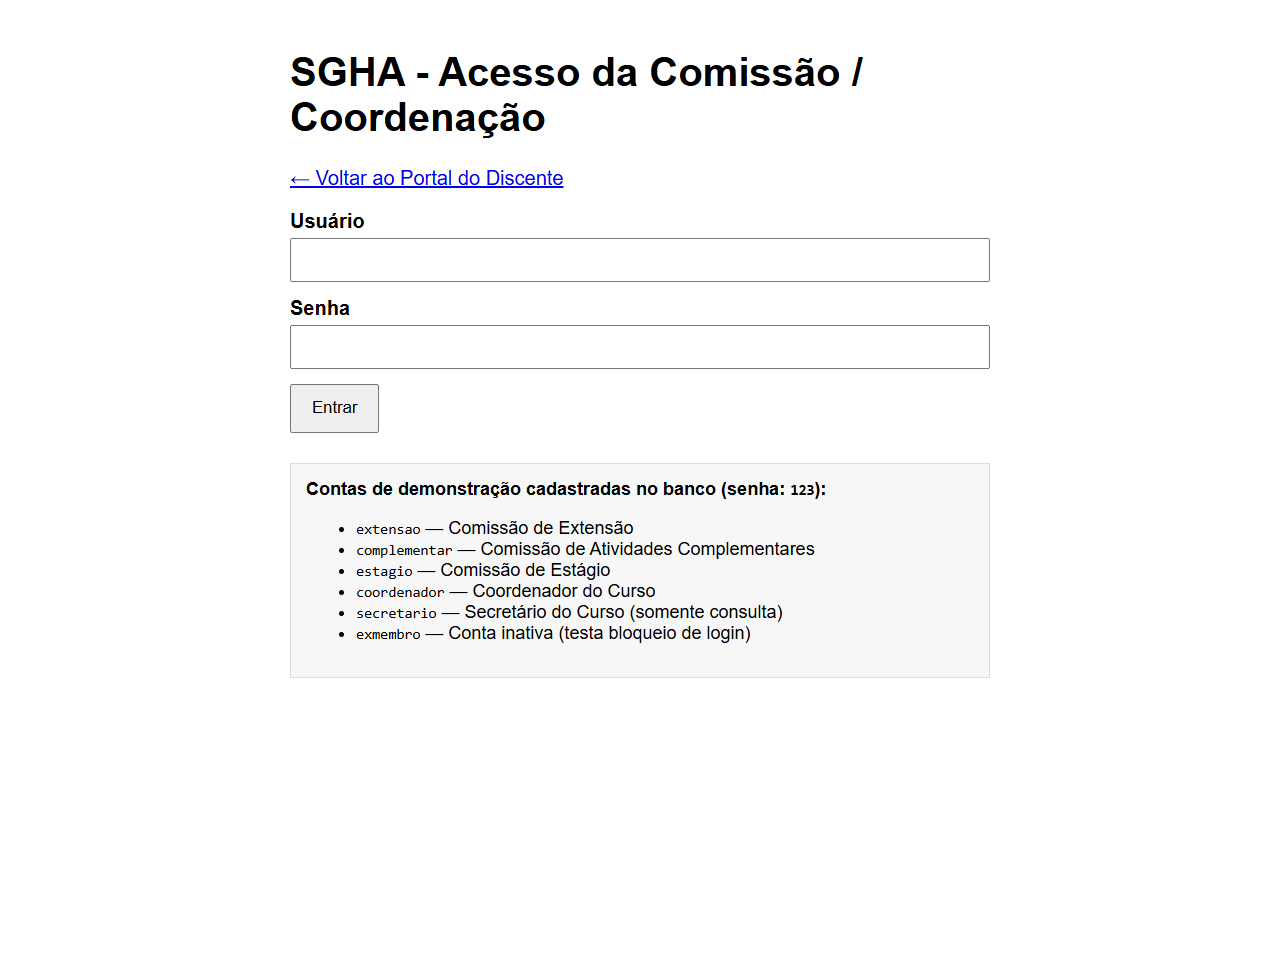 SGHA - Acesso da Comissão /
Coordenação
← Voltar ao Portal do Discente
Usuário
Senha
Entrar
Contas de demonstração cadastradas no banco (senha: 123):
• extensao — Comissão de Extensão
• complementar — Comissão de Atividades Complementares
• estagio — Comissão de Estágio
• coordenador — Coordenador do Curso
• secretario — Secretário do Curso (somente consulta)
• exmembro — Conta inativa (testa bloqueio de login)